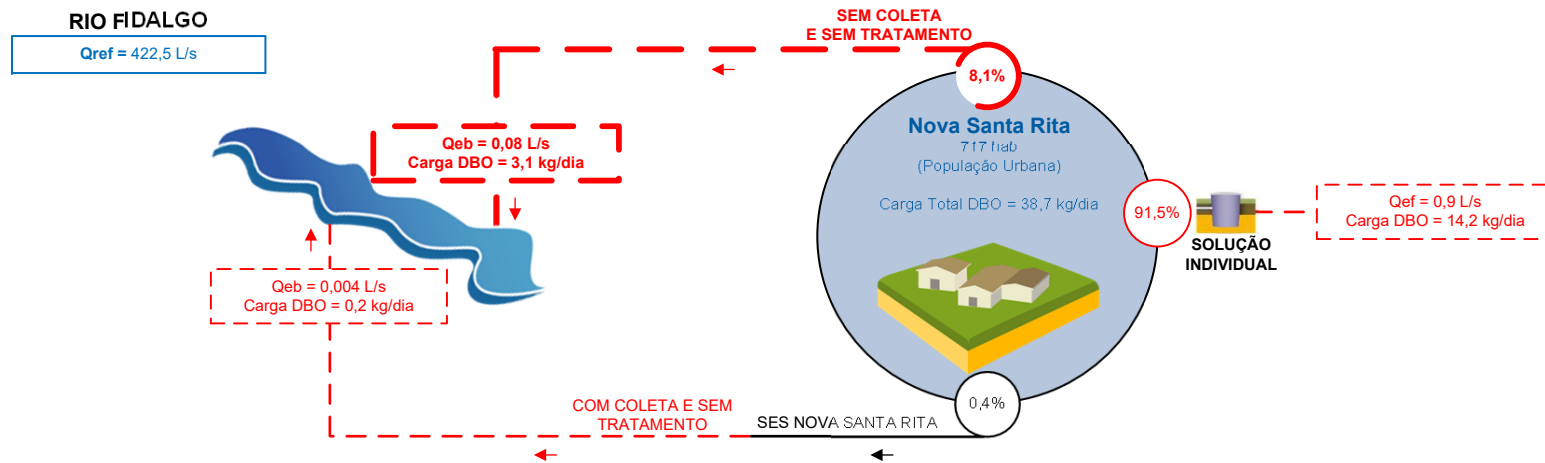 RIO FIDALGO
Qref = 422,5 L/s
SEM COLETA
E SEM TRATAMENTO
8,1%
Qeb = 0,08 L/s
Carga DBO = 3,1 kg/dia
Nova Santa Rita
717 hab
(População Urbana)
Carga Total DBO = 38,7 kg/dia
91,5%
SOLUÇÃO
INDIVIDUAL
Qef = 0,9 L/s
Carga DBO = 14,2 kg/dia
Qeb = 0,004 L/s
Carga DBO = 0,2 kg/dia
COM COLETA E SEM
TRATAMENTO
SES NOVA SANTA RITA
0,4%